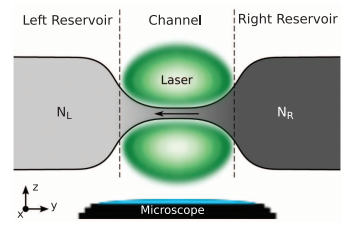 Left Reservoir
Channel
Right Reservoir
Laser
N_L
N_R
z
x
y
Microscope